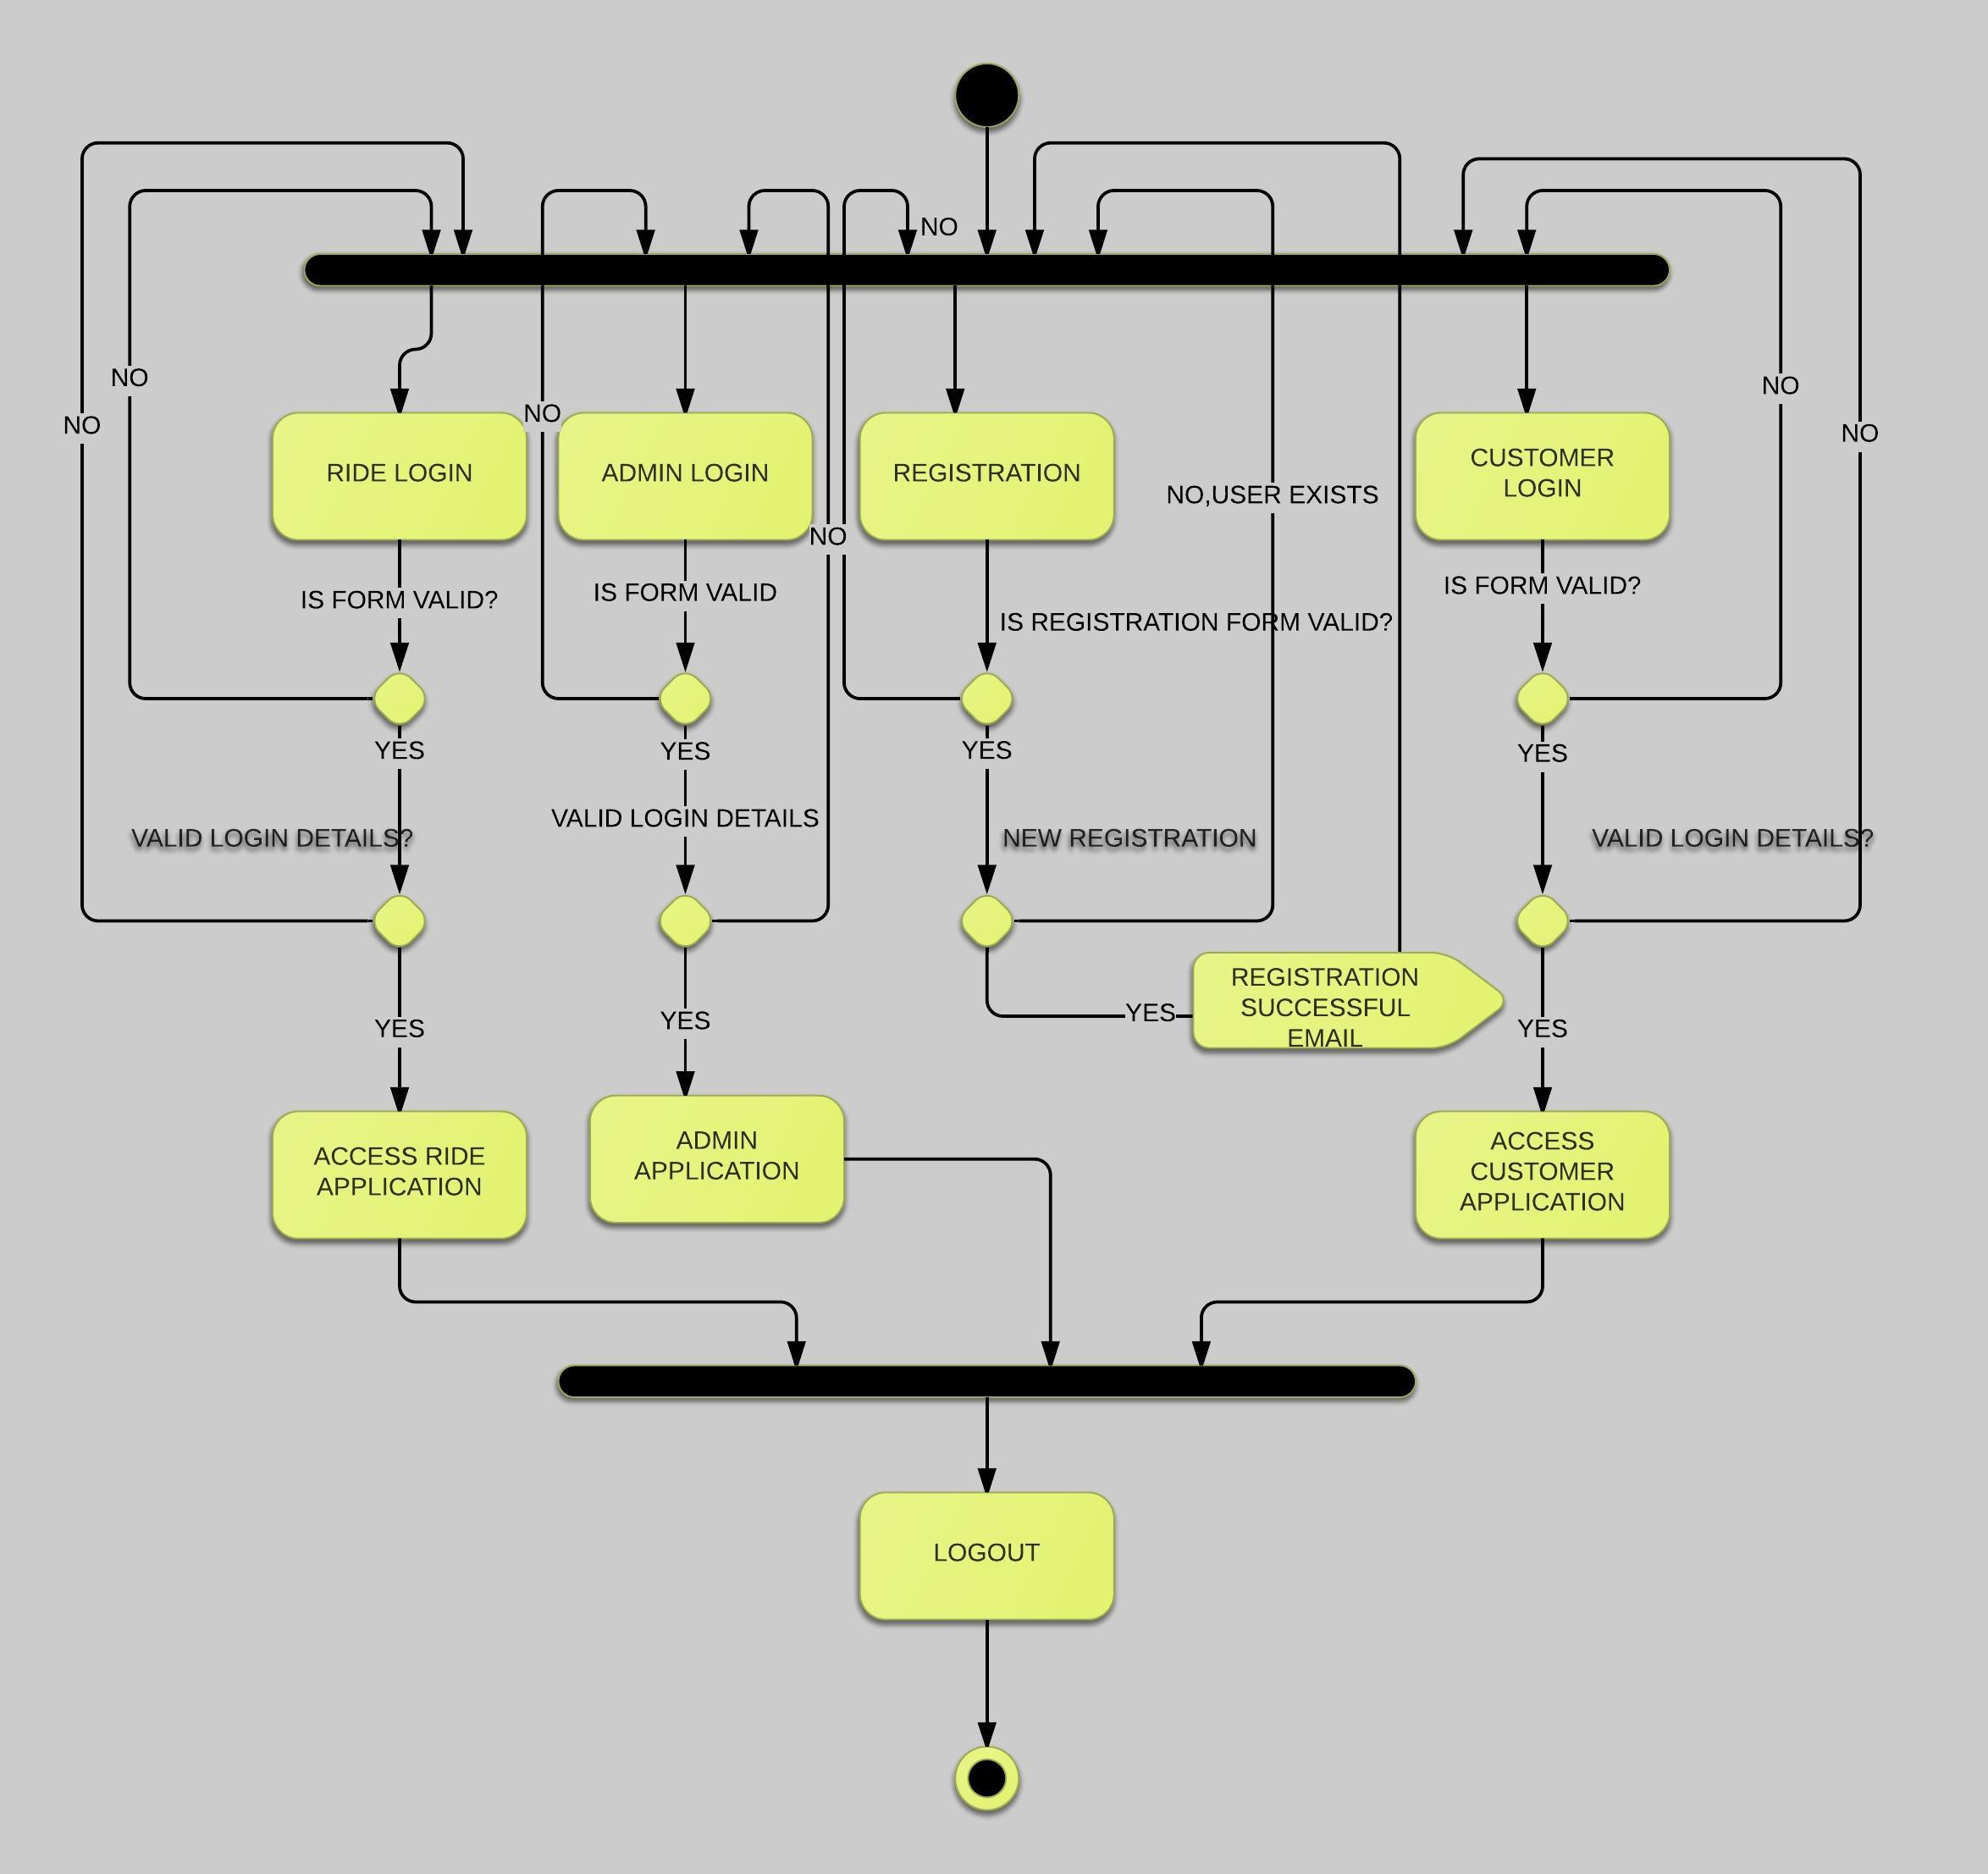 NO
NO
NO
NO
NO
RIDE LOGIN
NO
ADMIN LOGIN
REGISTRATION
CUSTOMER
LOGIN
NO,USER EXISTS
NO
IS FORM VALID?
IS FORM VALID
IS REGISTRATION FORM VALID?
IS FORM VALID?
YES
YES
YES
YES
VALID LOGIN DETAILS?
VALID LOGIN DETAILS
NEW REGISTRATION
VALID LOGIN DETAILS?
REGISTRATION
SUCCESSFUL
EMAIL
YES
YES
YES
YES
ACCESS RIDE
APPLICATION
ADMIN
APPLICATION
ACCESS
CUSTOMER
APPLICATION
LOGOUT